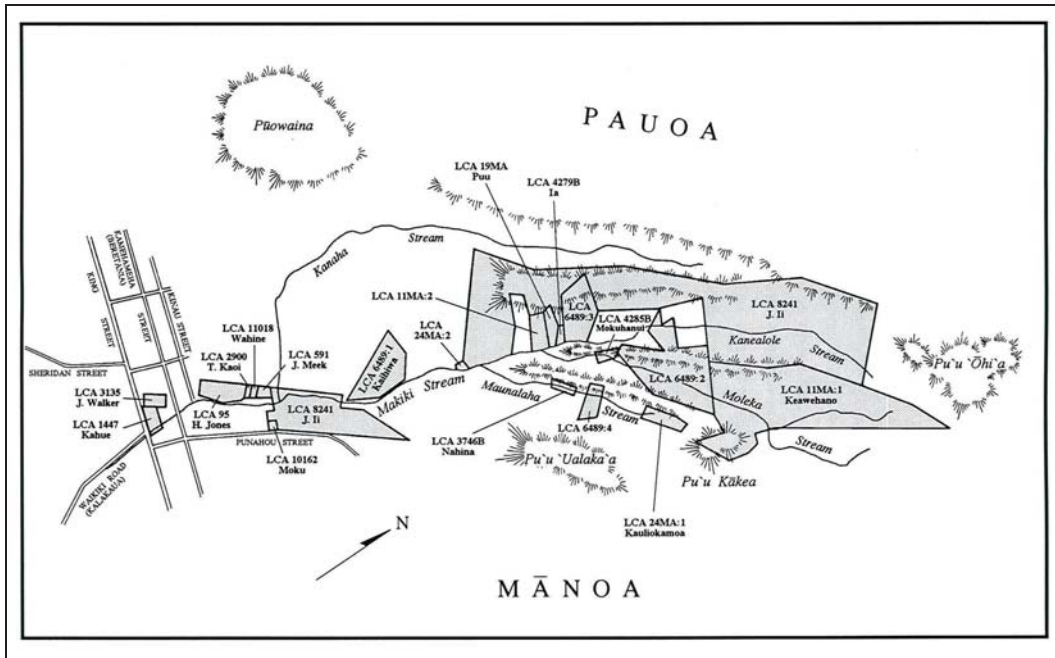 PAUOA
Pūowaina
LCA 19MA
Puu
LCA 4279B
Ia
Kanaha
Stream
KING
STREET
KAMEHAMEHA
(BERETANIA)
STREET
KINAU STREET
LCA 11MA:2
LCA
6489:3
LCA 4285B
Mokuhanui
LCA 8241
J. Ii
Kanealole
Stream
Pu`u `Ōhi`a
LCA 11018
Wahine
LCA
24MA:2
LCA 6489:1
Kaihiwa
LCA 2900
T. Kaoi
LCA 591
J. Meek
SHERIDAN STREET
Makiki
Stream
Maunalaha
Stream
LCA 6489:2
Moleka
Stream
LCA 11MA:1
Keawehano
LCA 3135
J. Walker
LCA 1447
Kahue
LCA 95
H. Jones
LCA 8241
J. Ii
PUNAHOU STREET
LCA 10162
Moku
LCA 3746B
Nahina
LCA 6489:4
Pu`u `Ualaka`a
Pu`u Kākea
WAIKIKI ROAD
(KALAKAUA)
LCA 24MA:1
Kauliokamoa
N
MĀNOA